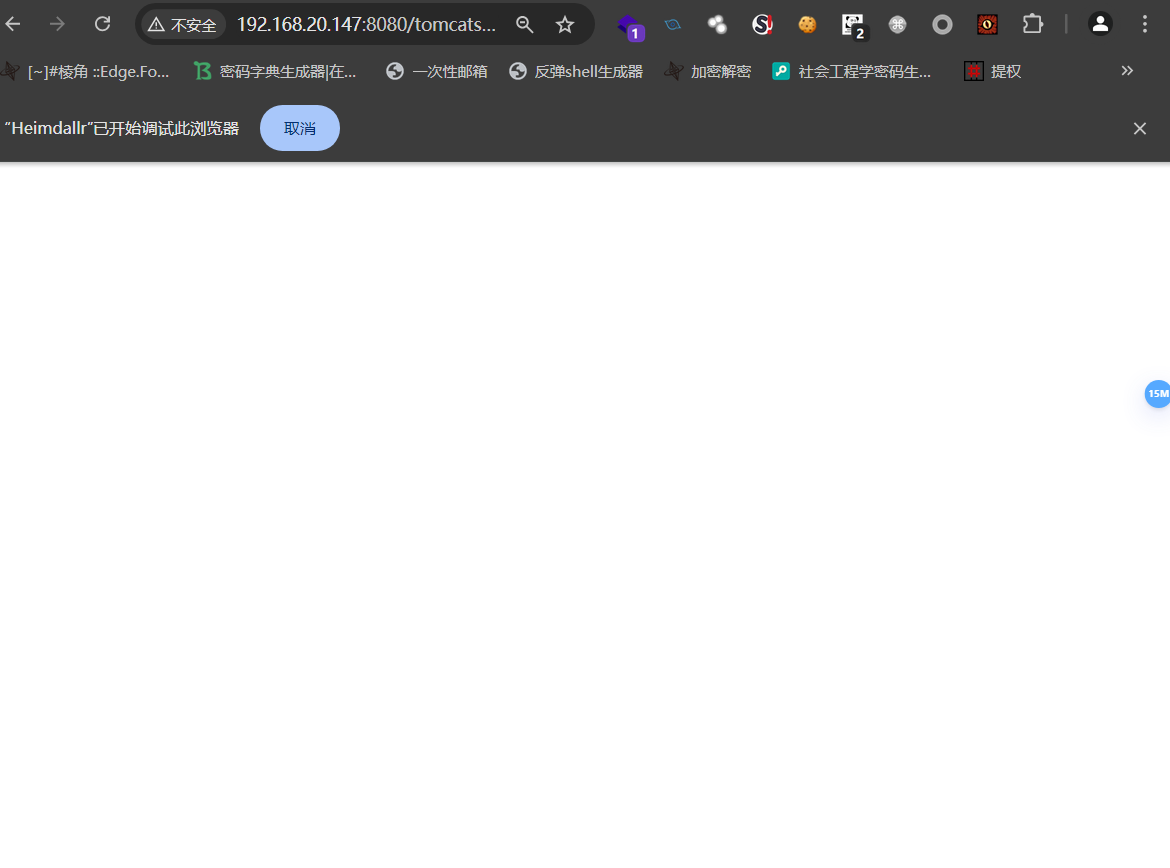 不安全 192.168.20.147:8080/tomcats... 1 2
[~]#棱角 ::Edge.Fo... 密码字典生成器|在... 一次性邮箱 反弹shell生成器 加密解密 社会工程学密码生... 提权
“Heimdallr”已开始调试此浏览器 取消
15M